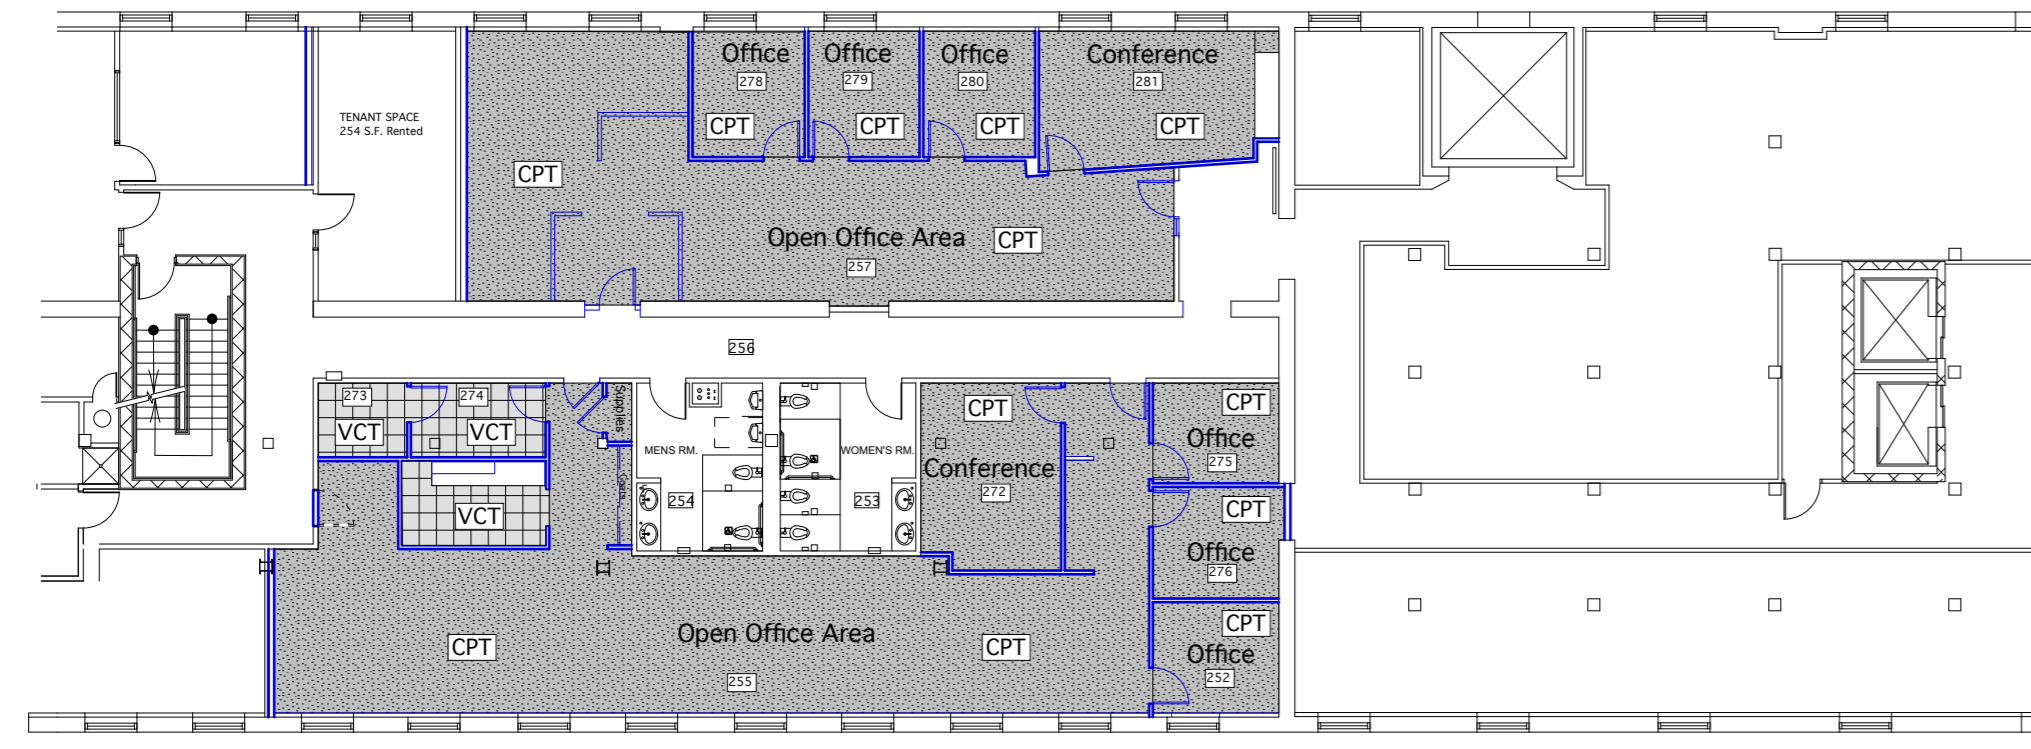 Office
278
CPT
Office
279
CPT
Office
280
CPT
Conference
281
CPT
TENANT SPACE
254 S.F. Rented
CPT
Open Office Area
CPT
257
256
273
VCT
274
VCT
Supplies
MENS RM.
254
WOMEN'S RM.
253
CPT
Conference
272
CPT
Office
275
VCT
CPT
Office
276
CPT
Office
252
CPT
Open Office Area
CPT
255